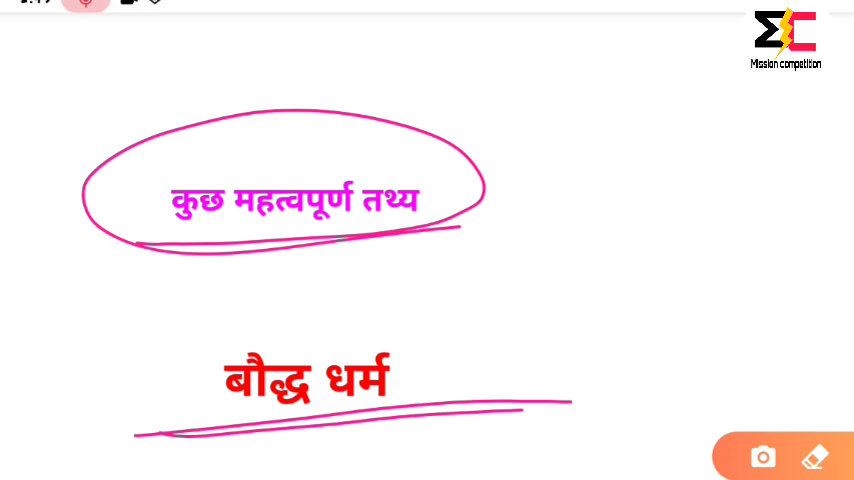 Mission competition
कुछ महत्वपूर्ण तथ्य
बौद्ध धर्म